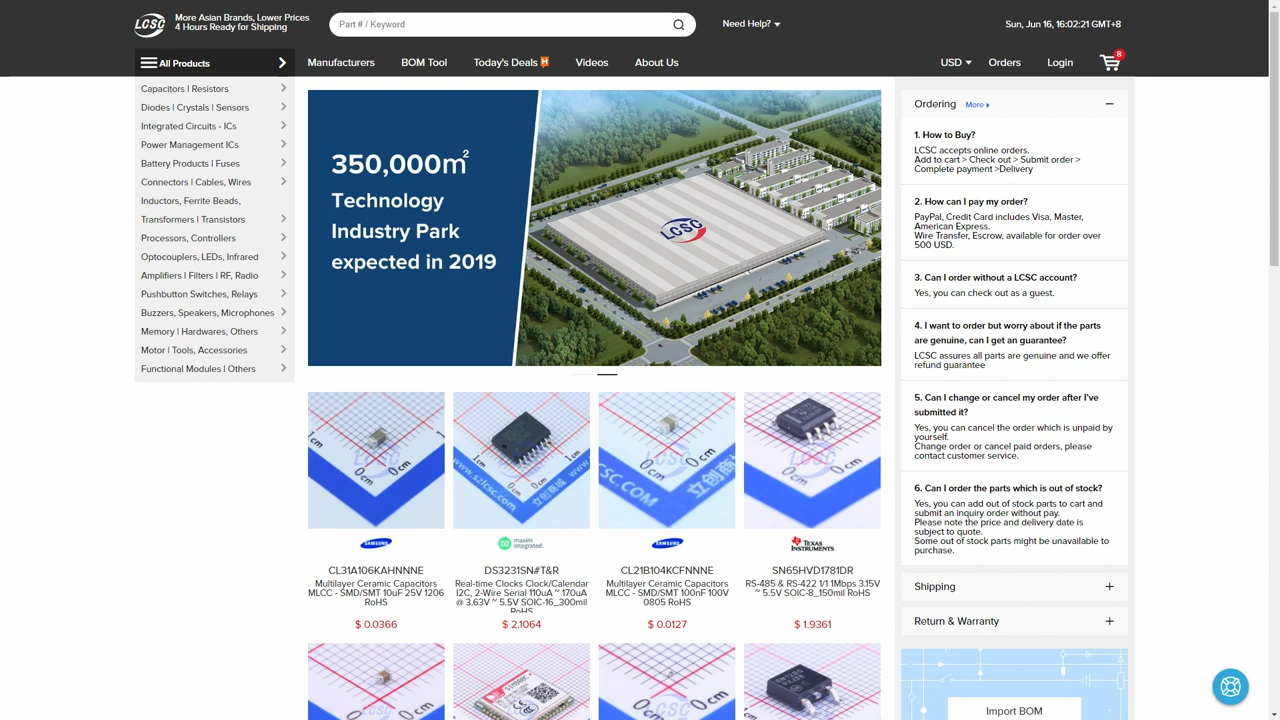 LCSC
More Asian Brands, Lower Prices
4 Hours Ready for Shipping
Part # / Keyword
Need Help?
Sun, Jun 16, 16:02:21 GMT+8
All Products
Manufacturers
BOM Tool
Today's Deals H
Videos
About Us
USD
Orders
Login
8
Capacitors | Resistors
Diodes | Crystals | Sensors
Integrated Circuits - ICs
Power Management ICs
Battery Products | Fuses
Connectors | Cables, Wires
Inductors, Ferrite Beads,
Transformers | Transistors
Processors, Controllers
Optocouplers, LEDs, Infrared
Amplifiers | Filters | RF, Radio
Pushbutton Switches, Relays
Buzzers, Speakers, Microphones
Memory | Hardwares, Others
Motor | Tools, Accessories
Functional Modules | Others
350,000m²
Technology
Industry Park
expected in 2019
LCSC
SAMSUNG
CL31A106KAHNNNE
Multilayer Ceramic Capacitors
MLCC - SMD/SMT 10uF 25V 1206
RoHS
$ 0.0366
maxim
integrated.
DS3231SN#T&R
Real-time Clocks Clock/Calendar
I2C, 2-Wire Serial 110uA ~ 170uA
@ 3.63V ~ 5.5V SOIC-16_300mil
RoHS
$ 2.1064
SAMSUNG
CL21B104KCFNNNE
Multilayer Ceramic Capacitors
MLCC - SMD/SMT 100nF 100V
0805 RoHS
$ 0.0127
TEXAS
INSTRUMENTS
SN65HVD1781DR
RS-485 & RS-422 1/1 1Mbps 3.15V
~ 5.5V SOIC-8_150mil RoHS
$ 1.9361
Ordering
More
1. How to Buy?
LCSC accepts online orders.
Add to cart > Check out > Submit order >
Complete payment >Delivery
2. How can I pay my order?
PayPal, Credit Card includes Visa, Master,
American Express.
Wire Transfer, Escrow, available for order over
500 USD.
3. Can I order without a LCSC account?
Yes, you can check out as a guest.
4. I want to order but worry about if the parts
are genuine, can I get an guarantee?
LCSC assures all parts are genuine and we offer
refund guarantee
5. Can I change or cancel my order after I've
submitted it?
Yes, you can cancel the order which is unpaid by
yourself.
Change order or cancel paid orders, please
contact customer service.
6. Can I order the parts which is out of stock?
Yes, you can add out of stock parts to cart and
submit an inquiry order without pay.
Please note the price and delivery date is
subject to quote.
Some out of stock parts might be unavailable to
purchase.
Shipping
Return & Warranty
Import BOM